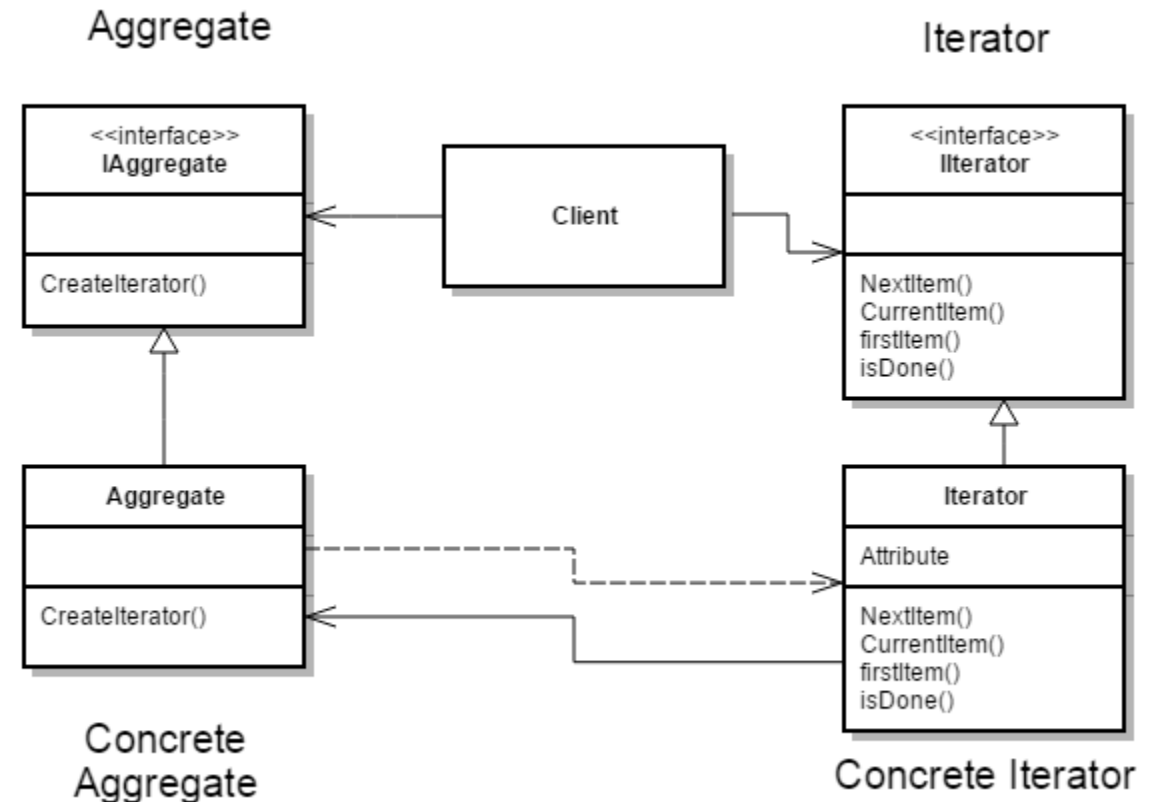 Aggregate
Iterator
<<interface>>
IAggregate
CreateIterator()
Client
<<interface>>
IIterator
NextItem()
CurrentItem()
firstItem()
isDone()
Aggregate
CreateIterator()
Iterator
Attribute
NextItem()
CurrentItem()
firstItem()
isDone()
Concrete
Aggregate
Concrete Iterator